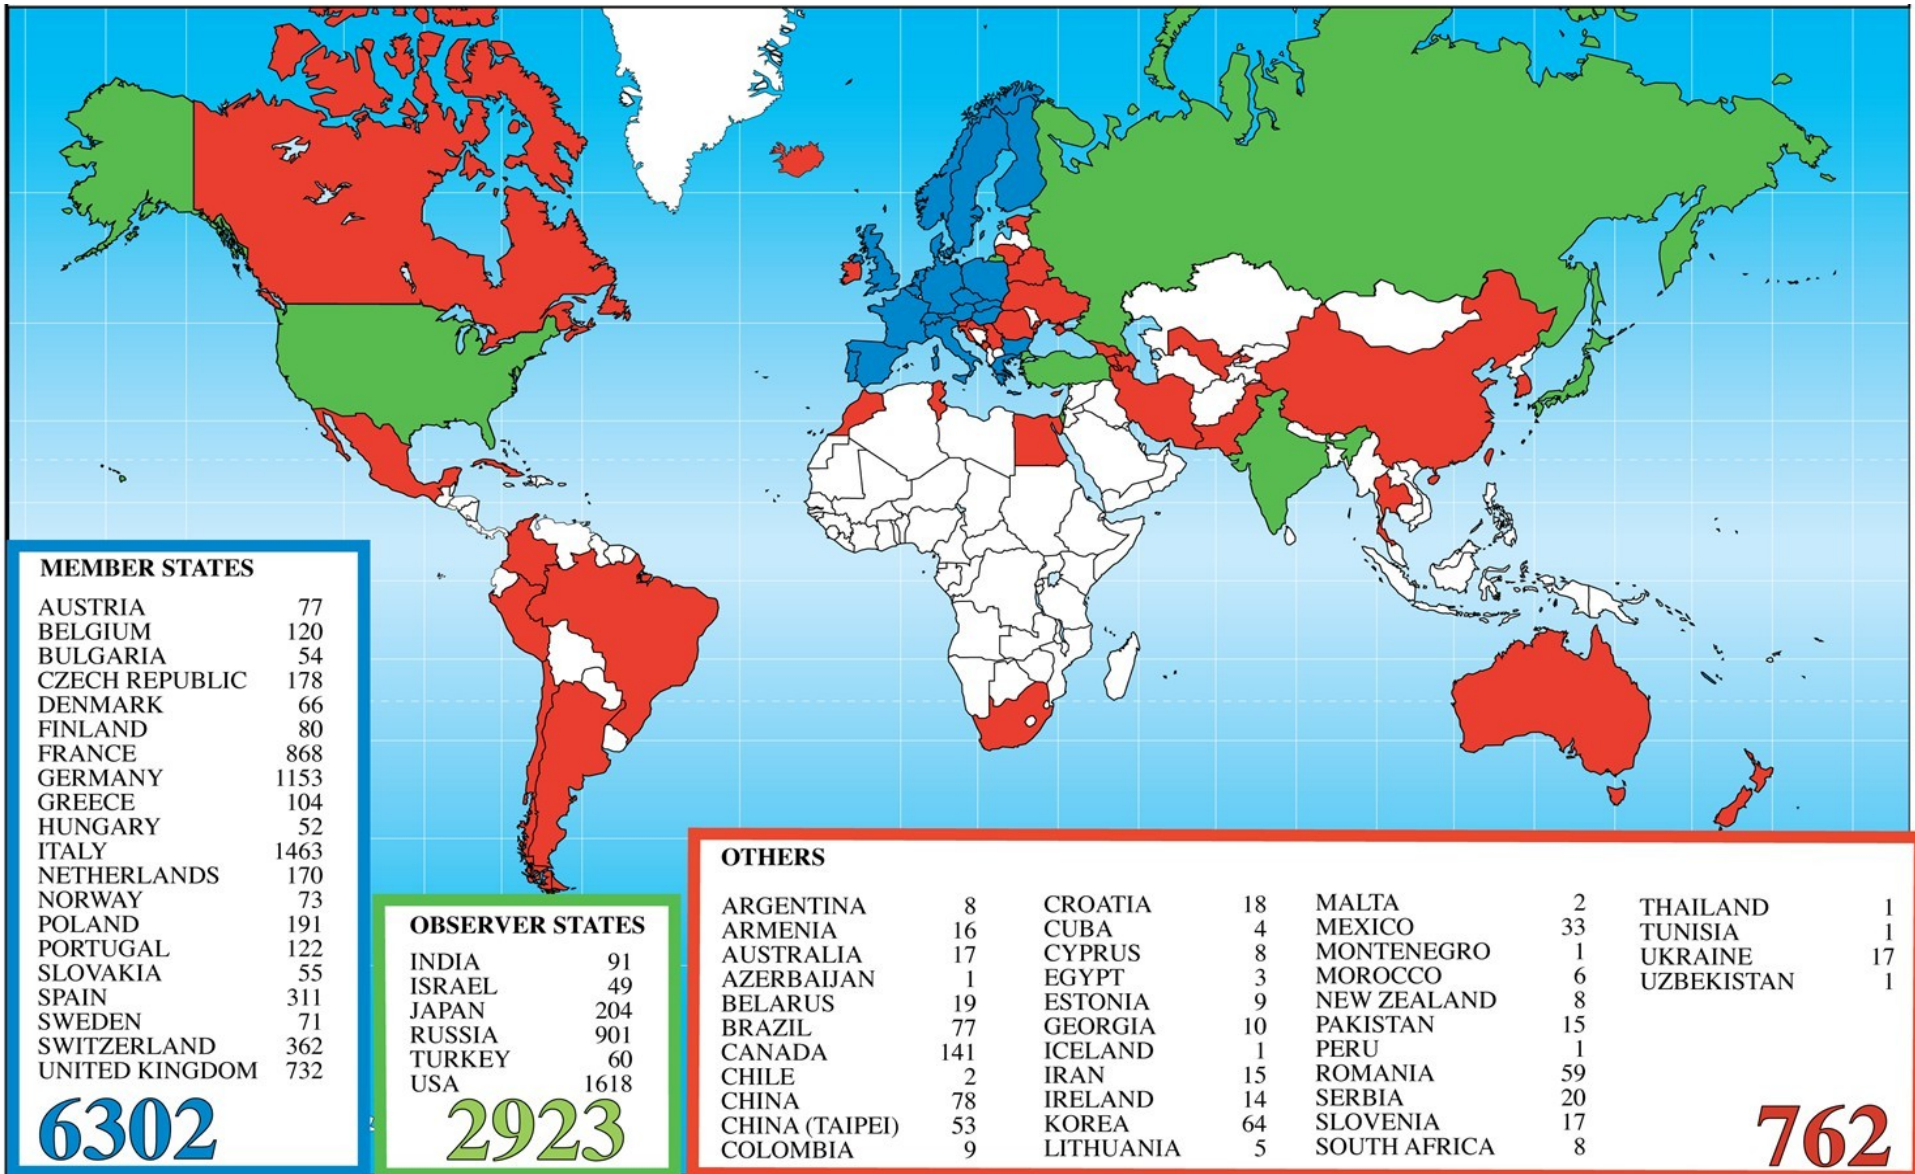 MEMBER STATES
AUSTRIA 77
BELGIUM 120
BULGARIA 54
CZECH REPUBLIC 178
DENMARK 66
FINLAND 80
FRANCE 868
GERMANY 1153
GREECE 104
HUNGARY 52
ITALY 1463
NETHERLANDS 170
NORWAY 73
POLAND 191
PORTUGAL 122
SLOVAKIA 55
SPAIN 311
SWEDEN 71
SWITZERLAND 362
UNITED KINGDOM 732
6302
OBSERVER STATES
INDIA 91
ISRAEL 49
JAPAN 204
RUSSIA 901
TURKEY 60
USA 1618
2923
OTHERS
ARGENTINA 8
ARMENIA 16
AUSTRALIA 17
AZERBAIJAN 1
BELARUS 19
BRAZIL 77
CANADA 141
CHILE 2
CHINA 78
CHINA (TAIPEI) 53
COLOMBIA 9
CROATIA 18
CUBA 4
CYPRUS 8
EGYPT 3
ESTONIA 9
GEORGIA 10
ICELAND 1
IRAN 15
IRELAND 14
KOREA 64
LITHUANIA 5
MALTA 2
MEXICO 33
MONTENEGRO 1
MOROCCO 6
NEW ZEALAND 8
PAKISTAN 15
PERU 1
ROMANIA 59
SERBIA 20
SLOVENIA 17
SOUTH AFRICA 8
THAILAND 1
TUNISIA 1
UKRAINE 17
UZBEKISTAN 1
762